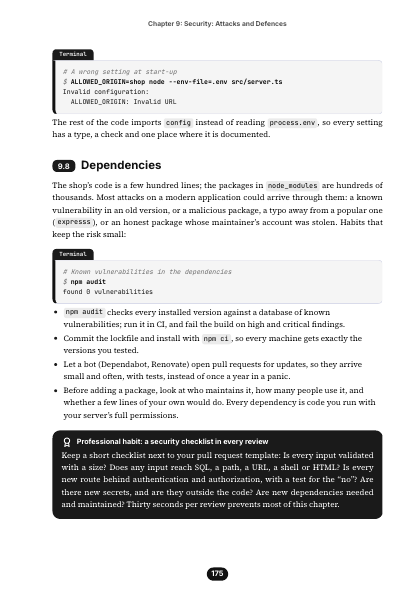 Chapter 9: Security: Attacks and Defences
Terminal
# A wrong setting at start-up
$ ALLOWED_ORIGIN=shop node --env-file=.env src/server.ts
Invalid configuration:
  ALLOWED_ORIGIN: Invalid URL
The rest of the code imports config instead of reading process.env, so every setting
has a type, a check and one place where it is documented.
9.8 Dependencies
The shop's code is a few hundred lines; the packages in node_modules are hundreds of
thousands. Most attacks on a modern application could arrive through them: a known
vulnerability in an old version, or a malicious package, a typo away from a popular one
(expresss), or an honest package whose maintainer's account was stolen. Habits that
keep the risk small:
Terminal
# Known vulnerabilities in the dependencies
$ npm audit
found 0 vulnerabilities
• npm audit checks every installed version against a database of known
vulnerabilities; run it in CI, and fail the build on high and critical findings.
• Commit the lockfile and install with npm ci, so every machine gets exactly the
versions you tested.
• Let a bot (Dependabot, Renovate) open pull requests for updates, so they arrive
small and often, with tests, instead of once a year in a panic.
• Before adding a package, look at who maintains it, how many people use it, and
whether a few lines of your own would do. Every dependency is code you run with
your server's full permissions.
Professional habit: a security checklist in every review
Keep a short checklist next to your pull request template: Is every input validated
with a size? Does any input reach SQL, a path, a URL, a shell or HTML? Is every
new route behind authentication and authorization, with a test for the "no"? Are
there new secrets, and are they outside the code? Are new dependencies needed
and maintained? Thirty seconds per review prevents most of this chapter.
175